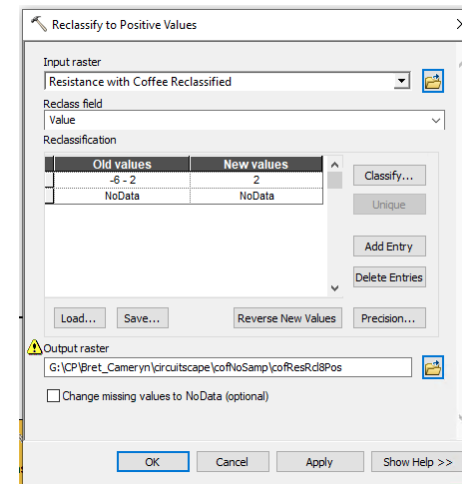 Reclassify to Positive Values
Input raster
Resistance with Coffee Reclassified
Reclass field
Value
Reclassification
Old values New values
-6 - 2 2
NoData NoData
Classify...
Unique
Add Entry
Delete Entries
Load... Save... Reverse New Values Precision...
Output raster
G:\CP\Bret_Cameryn\circuitscape\cofNoSamp\cofResRcl8Pos
Change missing values to NoData (optional)
OK Cancel Apply Show Help >>